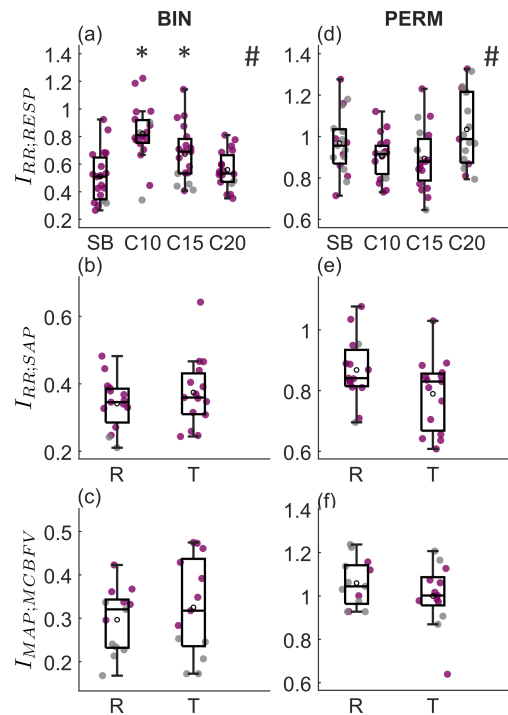 BIN PERM
(a) * * # (d) #
1.4 1.4
1.2
1 1.2
0.8
0.6 1
0.4 0.8
0.2
0 0.6
I_{RR;RESP}
SB C10 C15 C20 SB C10 C15 C20
(b) (e)
0.6 1
0.4 0.8
0.2 0.6
I_{RR;SAP}
R T R T
(c) (f)
0.5 1.4
0.4 1.2
0.3 1
0.2 0.8
0.1 0.6
I_{MAP;MCBFV}
R T R T